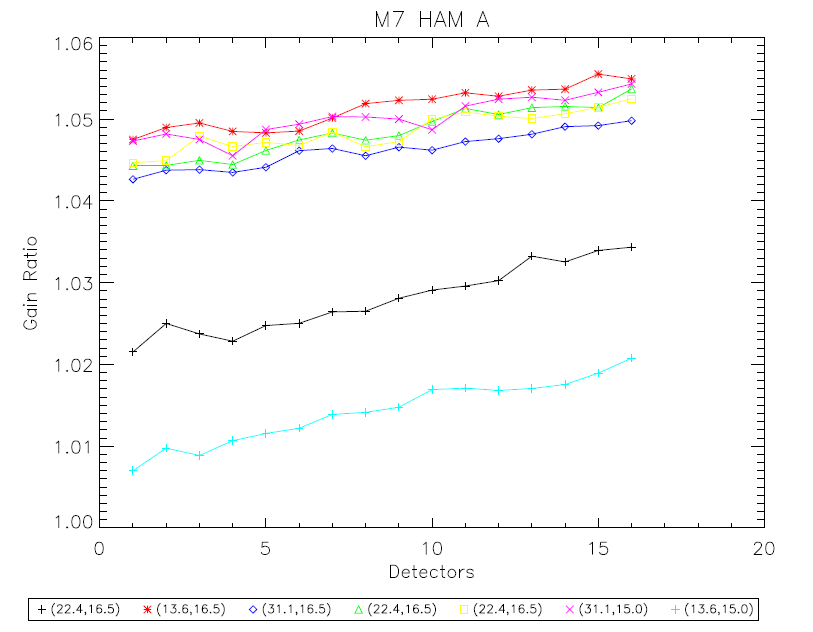 M7 HAM A
1.06
1.05
1.04
1.03
1.02
1.01
1.00
Gain Ratio
0 5 10 15 20
Detectors
(22.4,16.5) (13.6,16.5) (31.1,16.5) (22.4,16.5) (22.4,16.5) (31.1,15.0) (13.6,15.0)